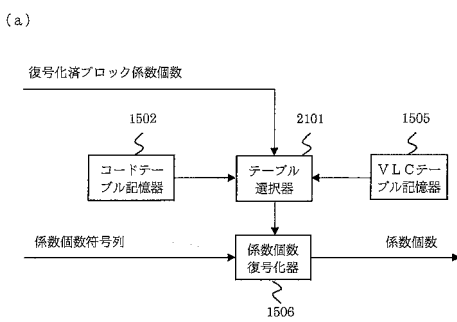 (a)
復号化済ブロック係数個数
1502
2101
1505
コードテー
ブル記憶器
テーブル
選択器
VLCテー
ブル記憶器
係数個数符号列
係数個数
復号化器
係数個数
1506